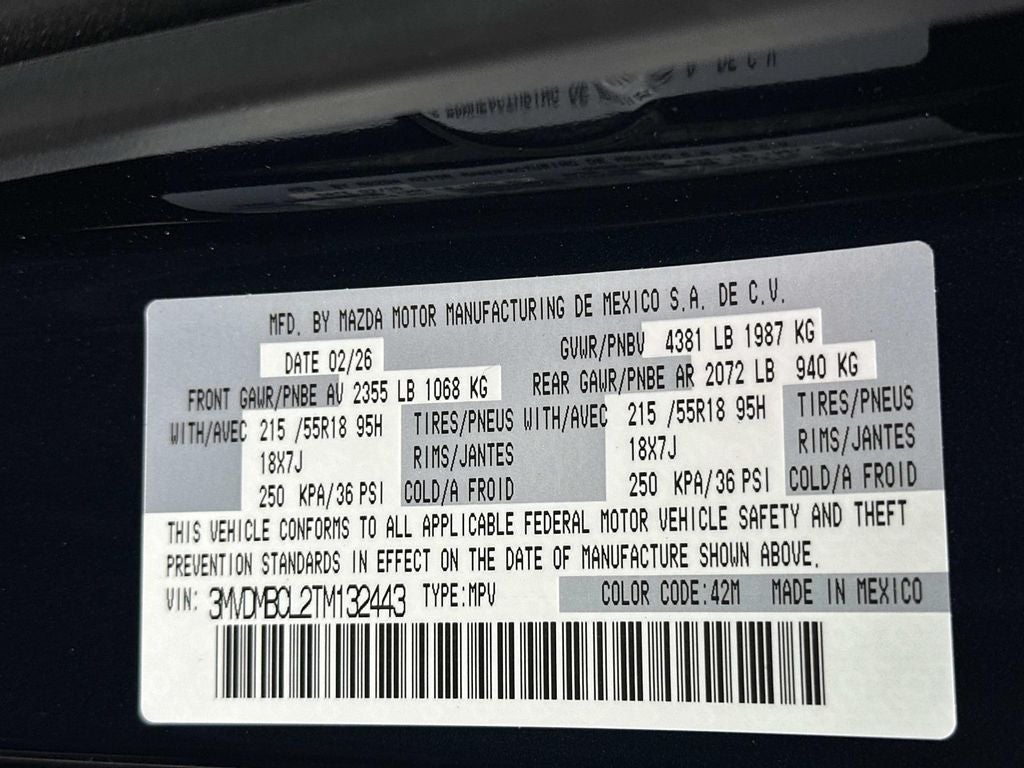 MFD. BY MAZDA MOTOR MANUFACTURING DE MEXICO S.A. DE C.V.
DATE 02/26 GVWR/PNBV 4381 LB 1987 KG
FRONT GAWR/PNBE AV 2355 LB 1068 KG REAR GAWR/PNBE AR 2072 LB 940 KG
WITH/AVEC 215 /55R18 95H TIRES/PNEUS WITH/AVEC 215 /55R18 95H TIRES/PNEUS
18X7J RIMS/JANTES 18X7J RIMS/JANTES
250 KPA/36 PSI COLD/A FROID 250 KPA/36 PSI COLD/A FROID
THIS VEHICLE CONFORMS TO ALL APPLICABLE FEDERAL MOTOR VEHICLE SAFETY AND THEFT
PREVENTION STANDARDS IN EFFECT ON THE DATE OF MANUFACTURE SHOWN ABOVE.
VIN: 3MVDMBCL2TM132443 TYPE:MPV COLOR CODE:42M MADE IN MEXICO